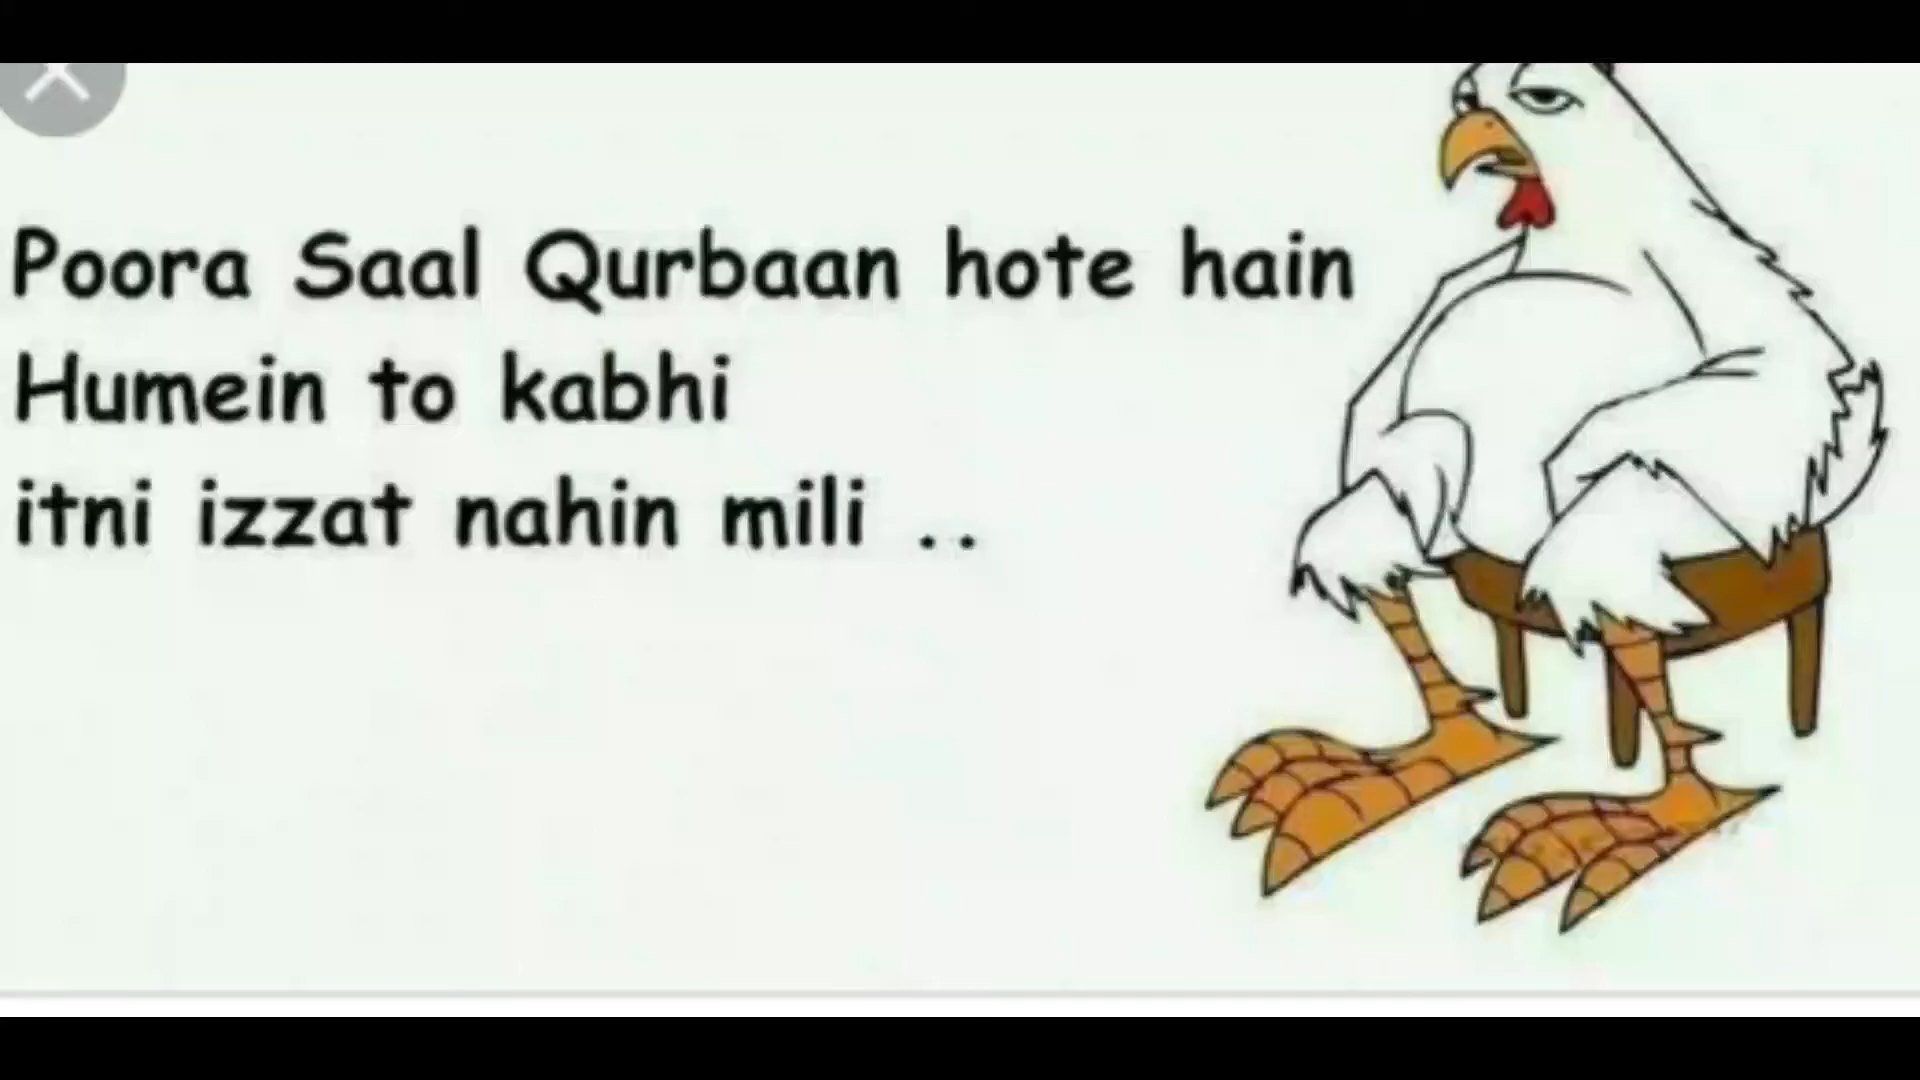 Poora Saal Qurbaan hote hain
Humein to kabhi
itni izzat nahin mili ..